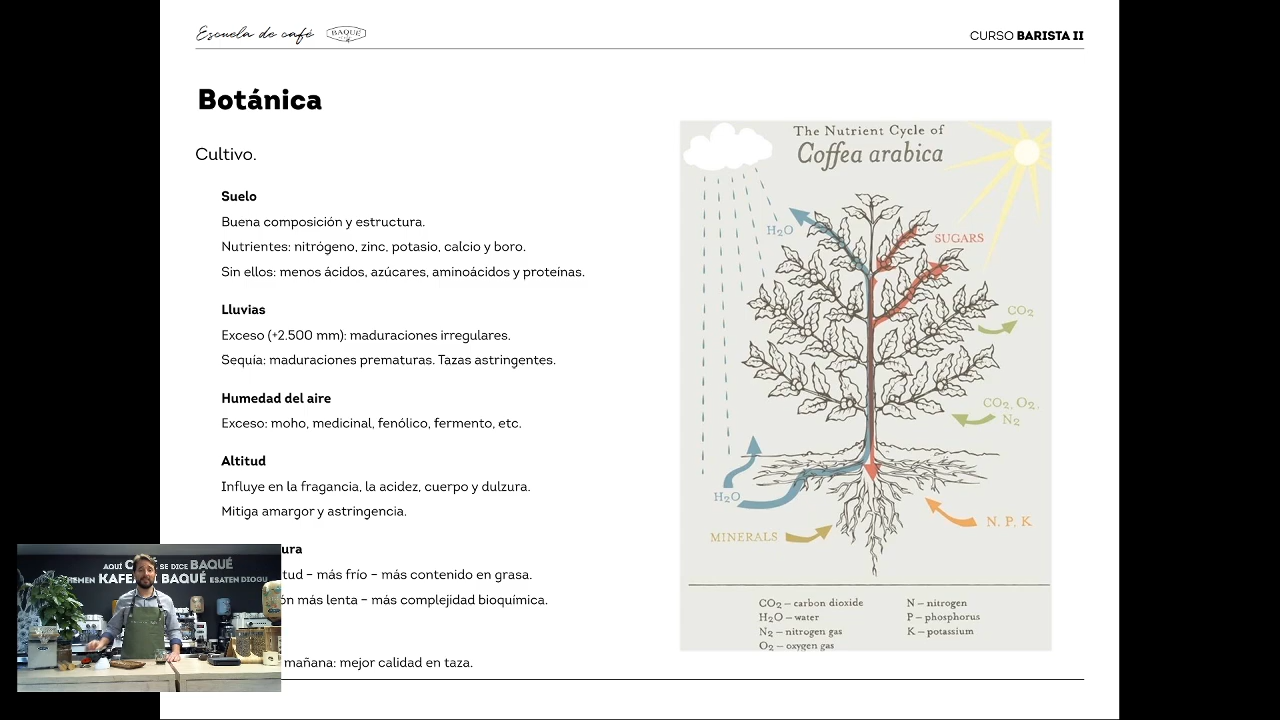 Escuela de café BAQUÉ
CURSO BARISTA II
Botánica
Cultivo.
Suelo
Buena composición y estructura.
Nutrientes: nitrógeno, zinc, potasio, calcio y boro.
Sin ellos: menos ácidos, azúcares, aminoácidos y proteínas.
Lluvias
Exceso (+2.500 mm): maduraciones irregulares.
Sequía: maduraciones prematuras. Tazas astringentes.
Humedad del aire
Exceso: moho, medicinal, fenólico, fermento, etc.
Altitud
Influye en la fragancia, la acidez, cuerpo y dulzura.
Mitiga amargor y astringencia.
ura
tud – más frío – más contenido en grasa.
ón más lenta – más complejidad bioquímica.
mañana: mejor calidad en taza.
The Nutrient Cycle of
Coffea arabica
H2O
SUGARS
CO2
CO2, O2,
N2
H2O
MINERALS
N, P, K
CO2 – carbon dioxide
H2O – water
N2 – nitrogen gas
O2 – oxygen gas
N – nitrogen
P – phosphorus
K – potassium
AQUÍ C SE DICE BAQUÉ
HEMEN KAFE BAQUÉ ESATEN DIOGU